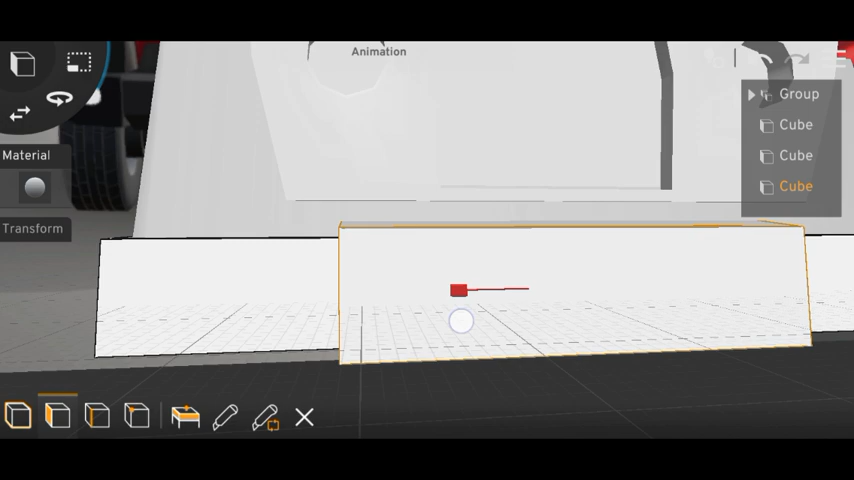 Animation
Group
Cube
Material
Cube
Cube
Transform